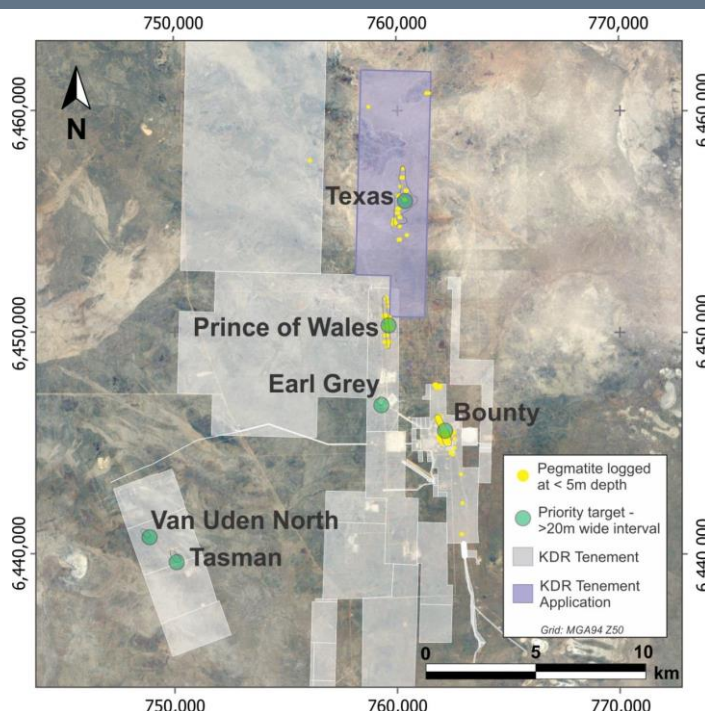 750,000
760,000
770,000
6,460,000
6,460,000
N
Texas
Prince of Wales
6,450,000
6,450,000
Earl Grey
Bounty
Van Uden North
Tasman
6,440,000
6,440,000
Pegmatite logged
at < 5m depth
Priority target -
>20m wide interval
KDR Tenement
KDR Tenement
Application
Grid: MGA94 Z50
0 5 10
km
750,000
760,000
770,000